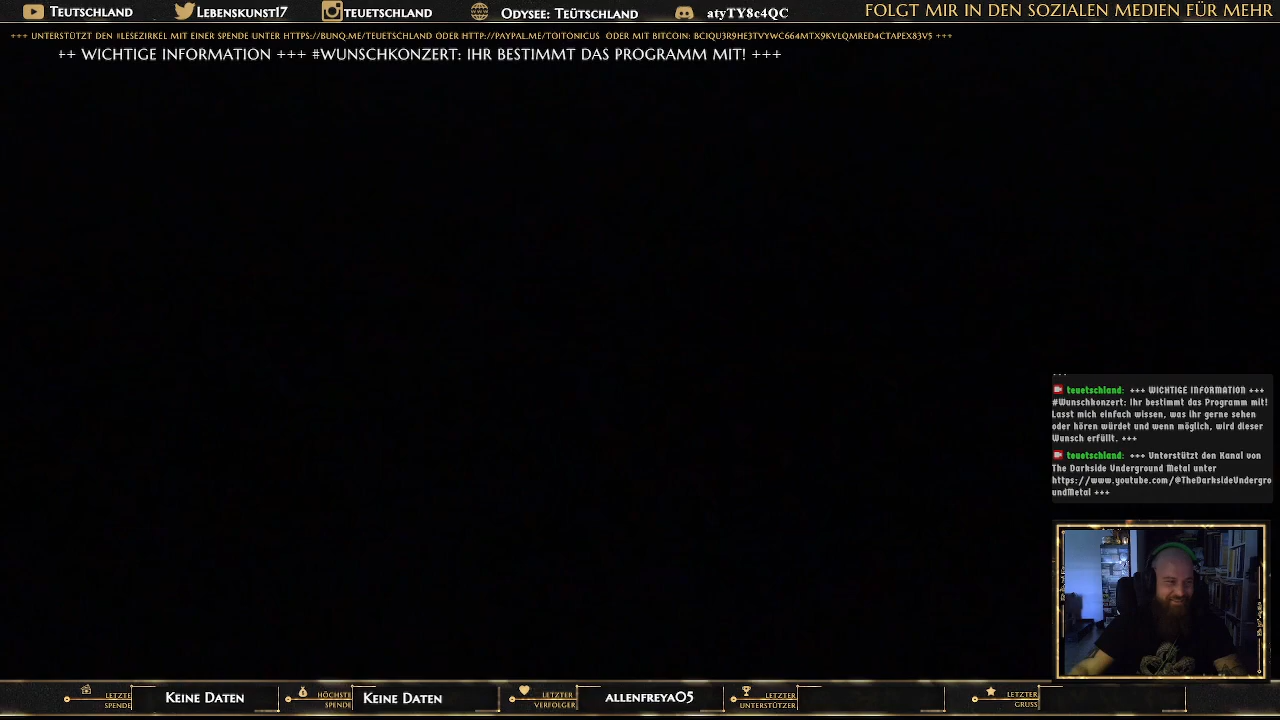 Teutschland Lebenskunst17 teuetschland Odysee: Teütschland atyTY8c4QC FOLGT MIR IN DEN SOZIALEN MEDIEN FÜR MEHR
+++ UNTERSTÜTZT DEN #LESEZIRKEL MIT EINER SPENDE UNTER HTTPS://BUNQ.ME/TEUETSCHLAND ODER HTTP://PAYPAL.ME/TOITONICUS ODER MIT BITCOIN: BC1QU3R9HE3TVYWC664MTX9KVLQMRED4CTAPEX83V5 +++
++ WICHTIGE INFORMATION +++ #WUNSCHKONZERT: IHR BESTIMMT DAS PROGRAMM MIT! +++
teuetschland: +++ WICHTIGE INFORMATION +++
#Wunschkonzert: Ihr bestimmt das Programm mit!
Lasst mich einfach wissen, was ihr gerne sehen
oder hören würdet und wenn möglich, wird dieser
Wunsch erfüllt. +++
teuetschland: +++ Unterstützt den Kanal von
The Darkside Underground Metal unter
https://www.youtube.com/@TheDarksideUndergro
undMetal +++
LETZTE
SPENDE
Keine Daten
HÖCHSTE
SPENDE
Keine Daten
LETZTER
VERFOLGER
allenfreya05
LETZTER
UNTERSTÜTZER
LETZTER
GRUSS